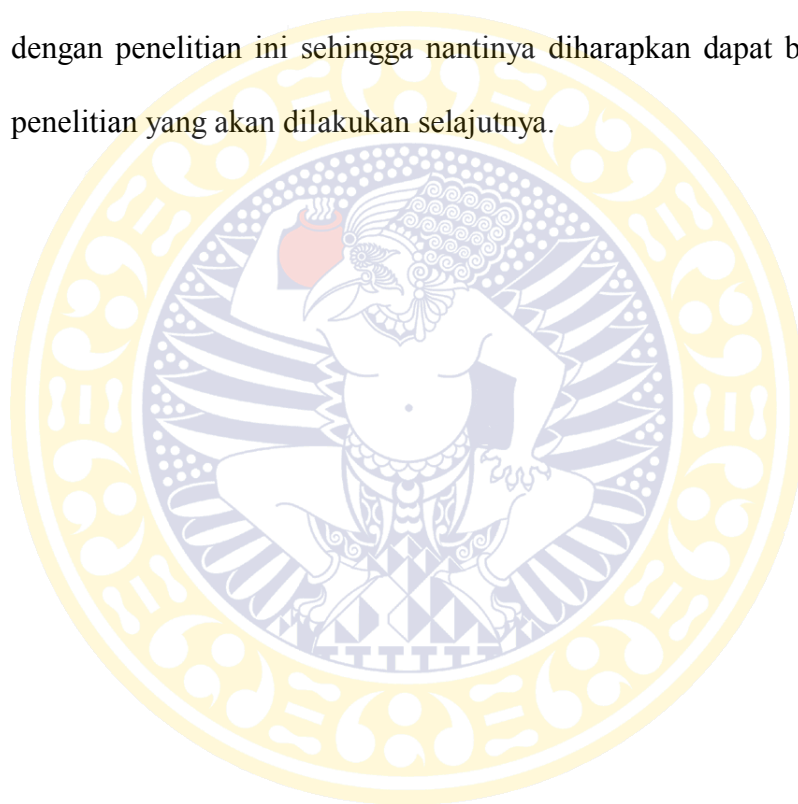 dengan penelitian ini sehingga nantinya diharapkan dapat
penelitian yang akan dilakukan selajutnya.